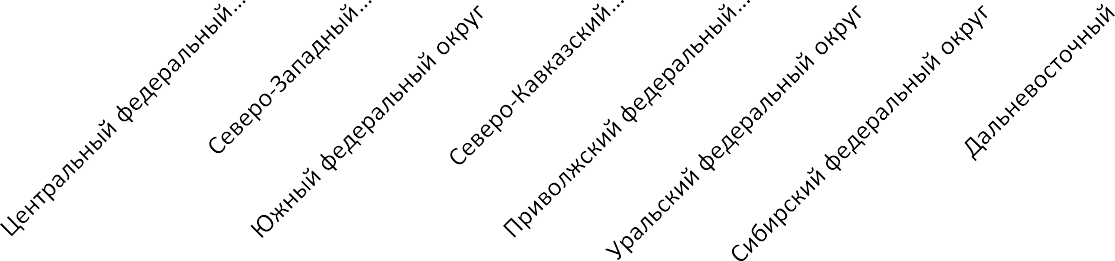 Центральный федеральный...
Северо-Западный...
Южный федеральный округ
Северо-Кавказский...
Приволжский федеральный...
Уральский федеральный округ
Сибирский федеральный округ
Дальневосточный